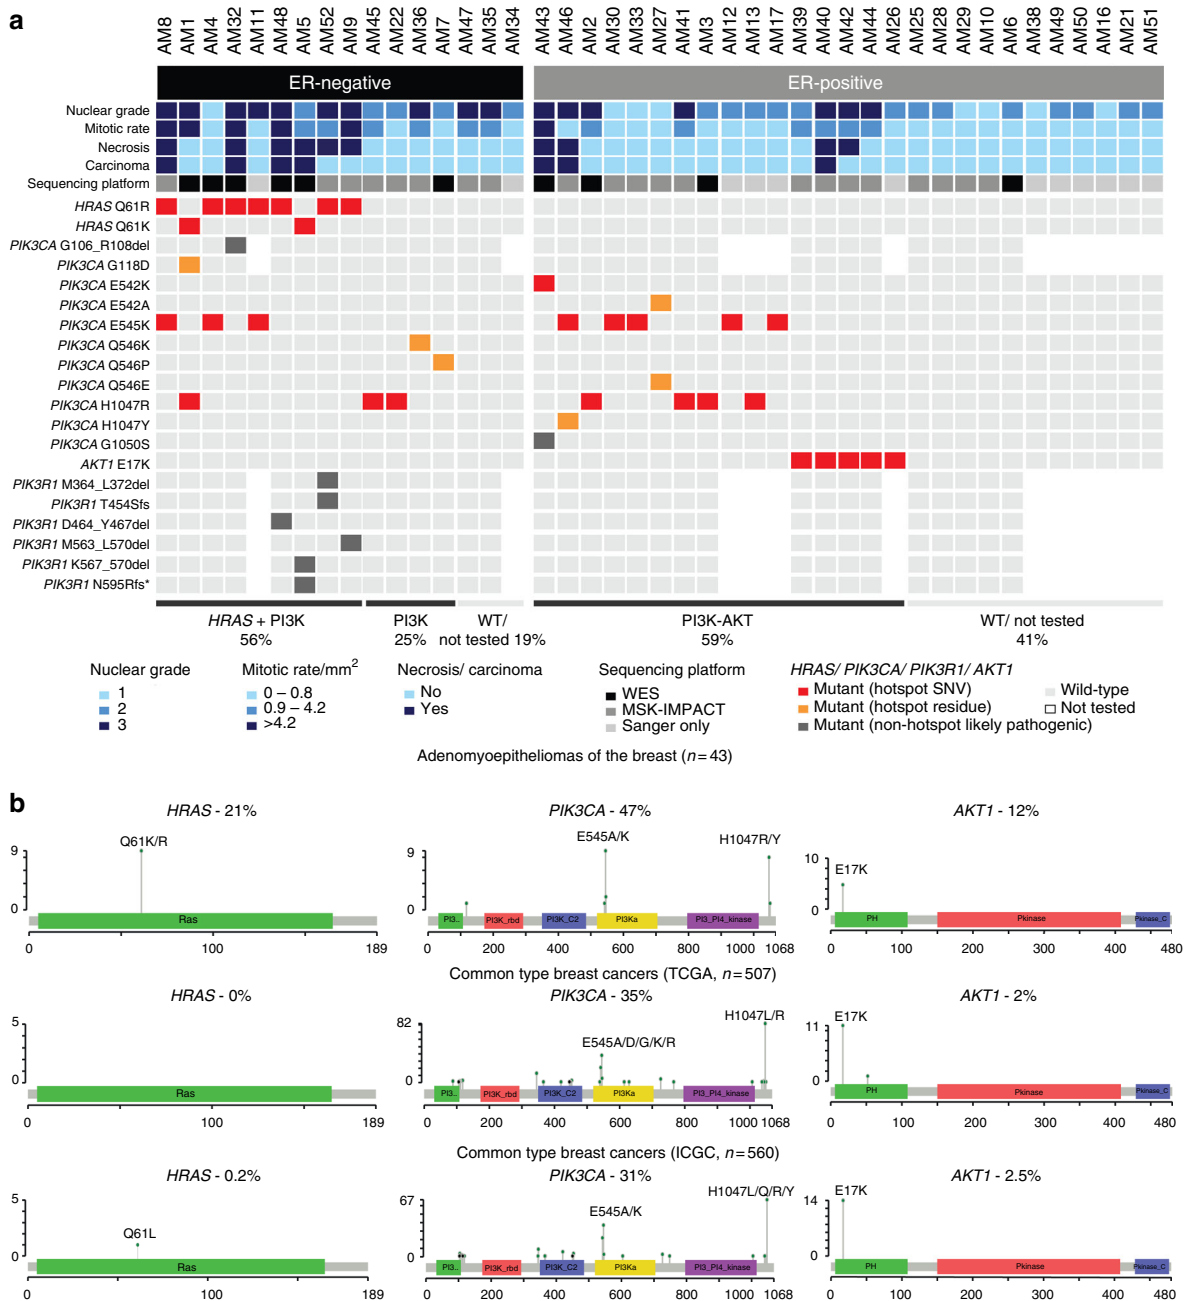 a
AM8 AM1 AM4 AM32 AM11 AM48 AM5 AM52 AM9 AM45 AM22 AM36 AM7 AM47 AM35 AM34 AM43 AM46 AM2 AM30 AM33 AM27 AM41 AM3 AM12 AM13 AM17 AM39 AM40 AM42 AM44 AM26 AM25 AM28 AM29 AM10 AM6 AM38 AM49 AM50 AM16 AM21 AM51
ER-negative ER-positive
Nuclear grade
Mitotic rate
Necrosis
Carcinoma
Sequencing platform
HRAS Q61R
HRAS Q61K
PIK3CA G106_R108del
PIK3CA G118D
PIK3CA E542K
PIK3CA E542A
PIK3CA E545K
PIK3CA Q546K
PIK3CA Q546P
PIK3CA Q546E
PIK3CA H1047R
PIK3CA H1047Y
PIK3CA G1050S
AKT1 E17K
PIK3R1 M364_L372del
PIK3R1 T454Sfs
PIK3R1 D464_Y467del
PIK3R1 M563_L570del
PIK3R1 K567_570del
PIK3R1 N595Rfs*
HRAS + PI3K PI3K WT/ PI3K-AKT WT/ not tested
56% 25% not tested 19% 59% 41%
Nuclear grade Mitotic rate/mm2 Necrosis/ carcinoma Sequencing platform HRAS/ PIK3CA/ PIK3R1/ AKT1
1 0 – 0.8 No WES Mutant (hotspot SNV) Wild-type
2 0.9 – 4.2 Yes MSK-IMPACT Mutant (hotspot residue) Not tested
3 >4.2 Sanger only Mutant (non-hotspot likely pathogenic)
Adenomyoepitheliomas of the breast (n=43)
b
HRAS - 21% PIK3CA - 47% AKT1 - 12%
Q61K/R E545A/K H1047R/Y E17K
9 9 10
0 0 0
Ras PI3.. PI3K_rbd PI3K_C2 PI3Ka PI3_PI4_kinase PH Pkinase Pkinase_C
0 100 189 0 200 400 600 800 1000 1068 0 100 200 300 400 480
Common type breast cancers (TCGA, n=507)
HRAS - 0% PIK3CA - 35% AKT1 - 2%
H1047L/R E17K
5 82 11
E545A/D/G/K/R
0 0 0
Ras PI3.. PI3K_rbd PI3K_C2 PI3Ka PI3_PI4_kinase PH Pkinase Pkinase_C
0 100 189 0 200 400 600 800 1000 1068 0 100 200 300 400 480
Common type breast cancers (ICGC, n=560)
HRAS - 0.2% PIK3CA - 31% AKT1 - 2.5%
H1047L/Q/R/Y E17K
5 67 14
Q61L E545A/K
0 0 0
Ras PI3.. PI3K_rbd PI3K_C2 PI3Ka PI3_PI4_kinase PH Pkinase Pkinase_C
0 100 189 0 200 400 600 800 1000 1068 0 100 200 300 400 480